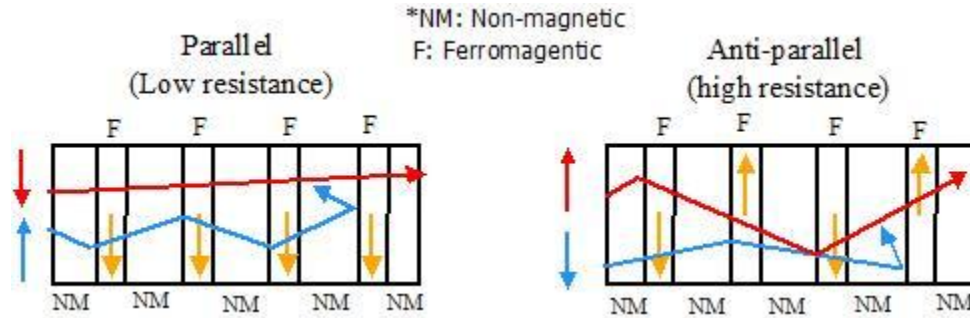 *NM: Non-magnetic
F: Ferromagentic
Parallel
(Low resistance)
F F F F
NM NM NM NM NM
Anti-parallel
(high resistance)
F F F F
NM NM NM NM NM